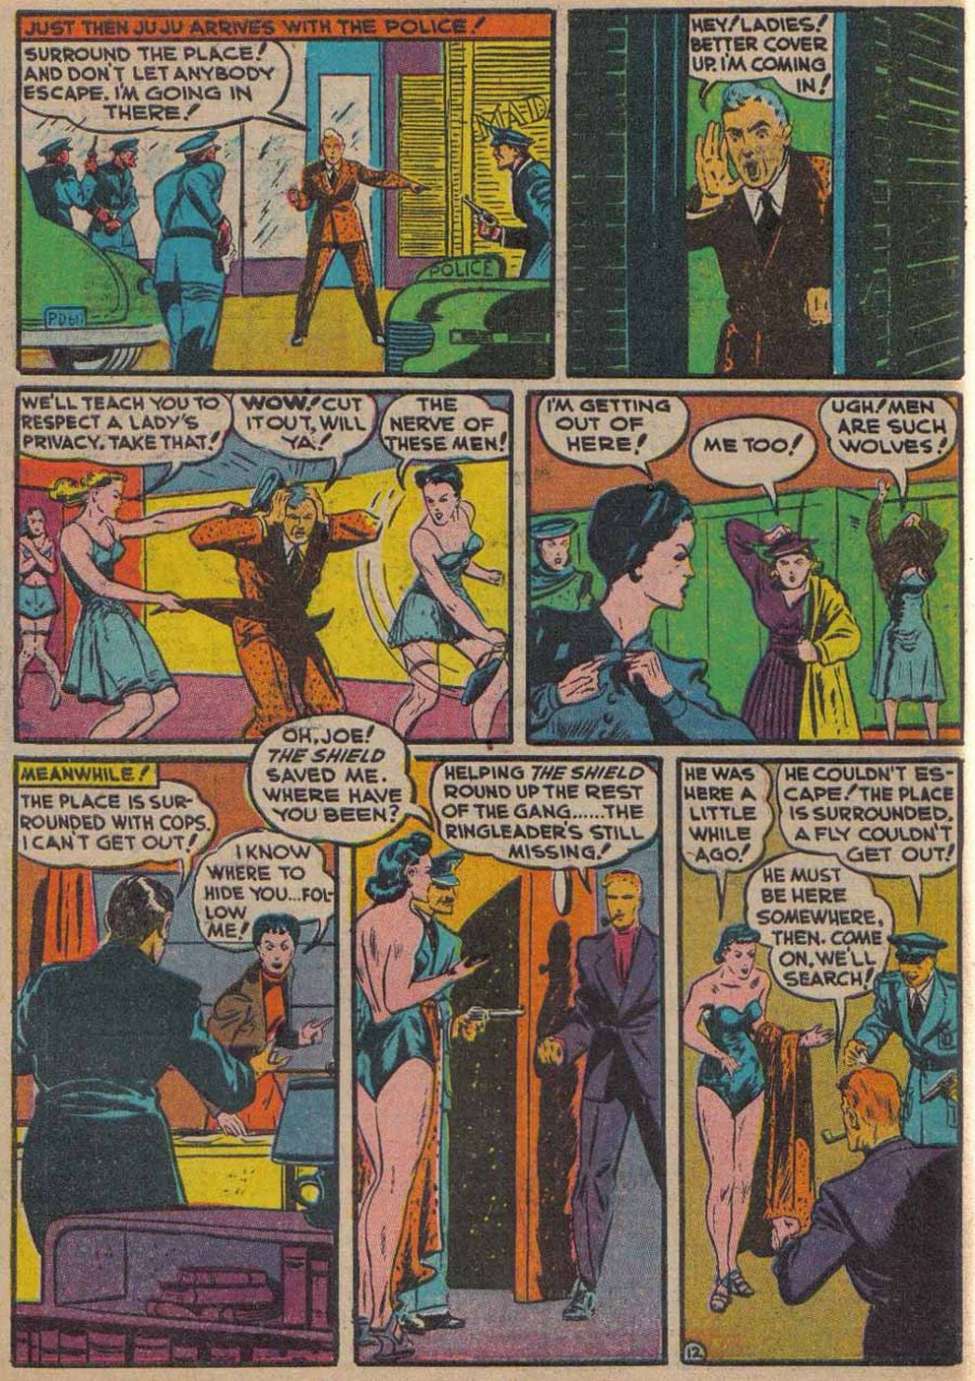 JUST THEN JUJU ARRIVES WITH THE POLICE!
SURROUND THE PLACE!
AND DON'T LET ANYBODY
ESCAPE. I'M GOING IN
THERE!
POLICE
HEY! LADIES!
BETTER COVER
UP. I'M COMING
IN!
WE'LL TEACH YOU TO
RESPECT A LADY'S
PRIVACY. TAKE THAT!
WOW! CUT
IT OUT, WILL
YA!
THE
NERVE OF
THESE MEN!
I'M GETTING
OUT OF
HERE!
ME TOO!
UGH! MEN
ARE SUCH
WOLVES!
MEANWHILE!
THE PLACE IS SUR-
ROUNDED WITH COPS.
I CAN'T GET OUT!
I KNOW
WHERE TO
HIDE YOU...FOL-
LOW
ME!
OH, JOE!
THE SHIELD
SAVED ME.
WHERE HAVE
YOU BEEN?
HELPING THE SHIELD
ROUND UP THE REST
OF THE GANG......THE
RINGLEADER'S STILL
MISSING!
HE WAS
HERE A
LITTLE
WHILE
AGO!
HE COULDN'T ES-
CAPE! THE PLACE
IS SURROUNDED,
A FLY COULDN'T
GET OUT!
HE MUST
BE HERE
SOMEWHERE,
THEN. COME
ON, WE'LL
SEARCH!
12